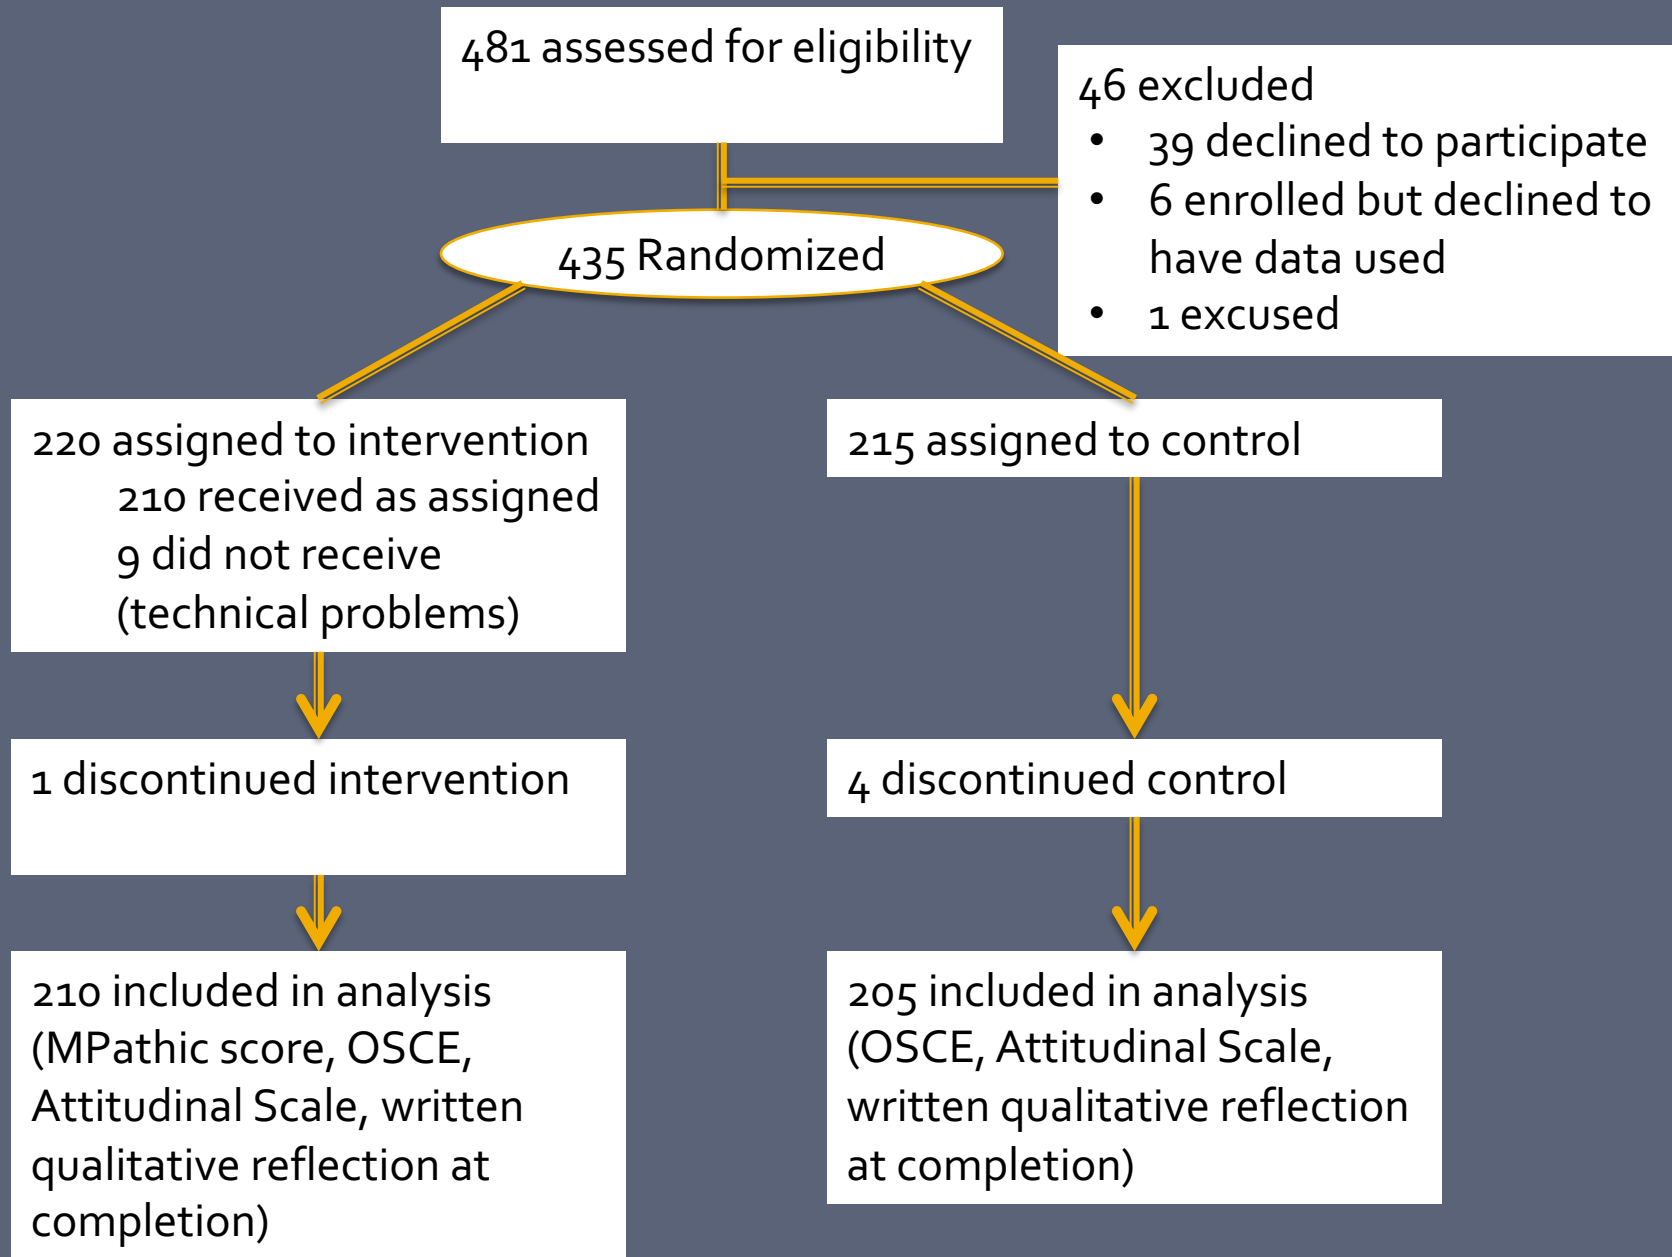 481 assessed for eligibility
46 excluded
• 39 declined to participate
• 6 enrolled but declined to
have data used
• 1 excused
435 Randomized
220 assigned to intervention
210 received as assigned
9 did not receive
(technical problems)
215 assigned to control
1 discontinued intervention
4 discontinued control
210 included in analysis
(MPathic score, OSCE,
Attitudinal Scale, written
qualitative reflection at
completion)
205 included in analysis
(OSCE, Attitudinal Scale,
written qualitative reflection
at completion)